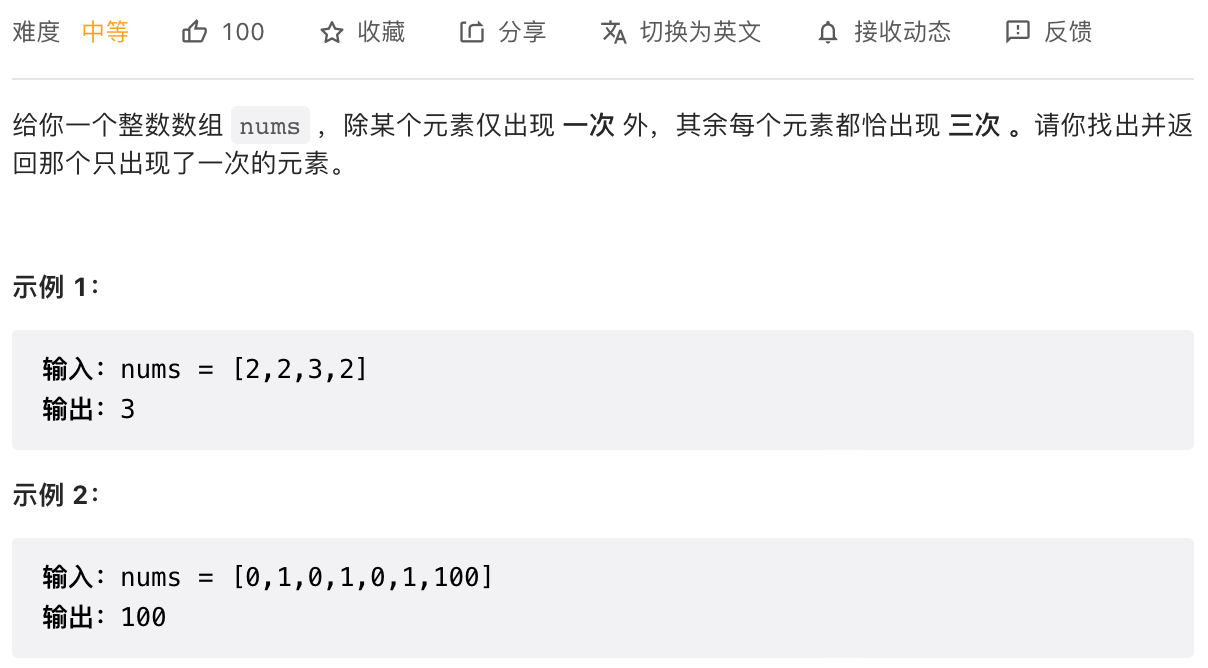 难度 中等 100 收藏 分享 切换为英文 接收动态 反馈
给你一个整数数组 nums ，除某个元素仅出现 一次 外，其余每个元素都恰出现 三次 。请你找出并返
回那个只出现了一次的元素。
示例 1：
输入：nums = [2,2,3,2]
输出：3
示例 2：
输入：nums = [0,1,0,1,0,1,100]
输出：100